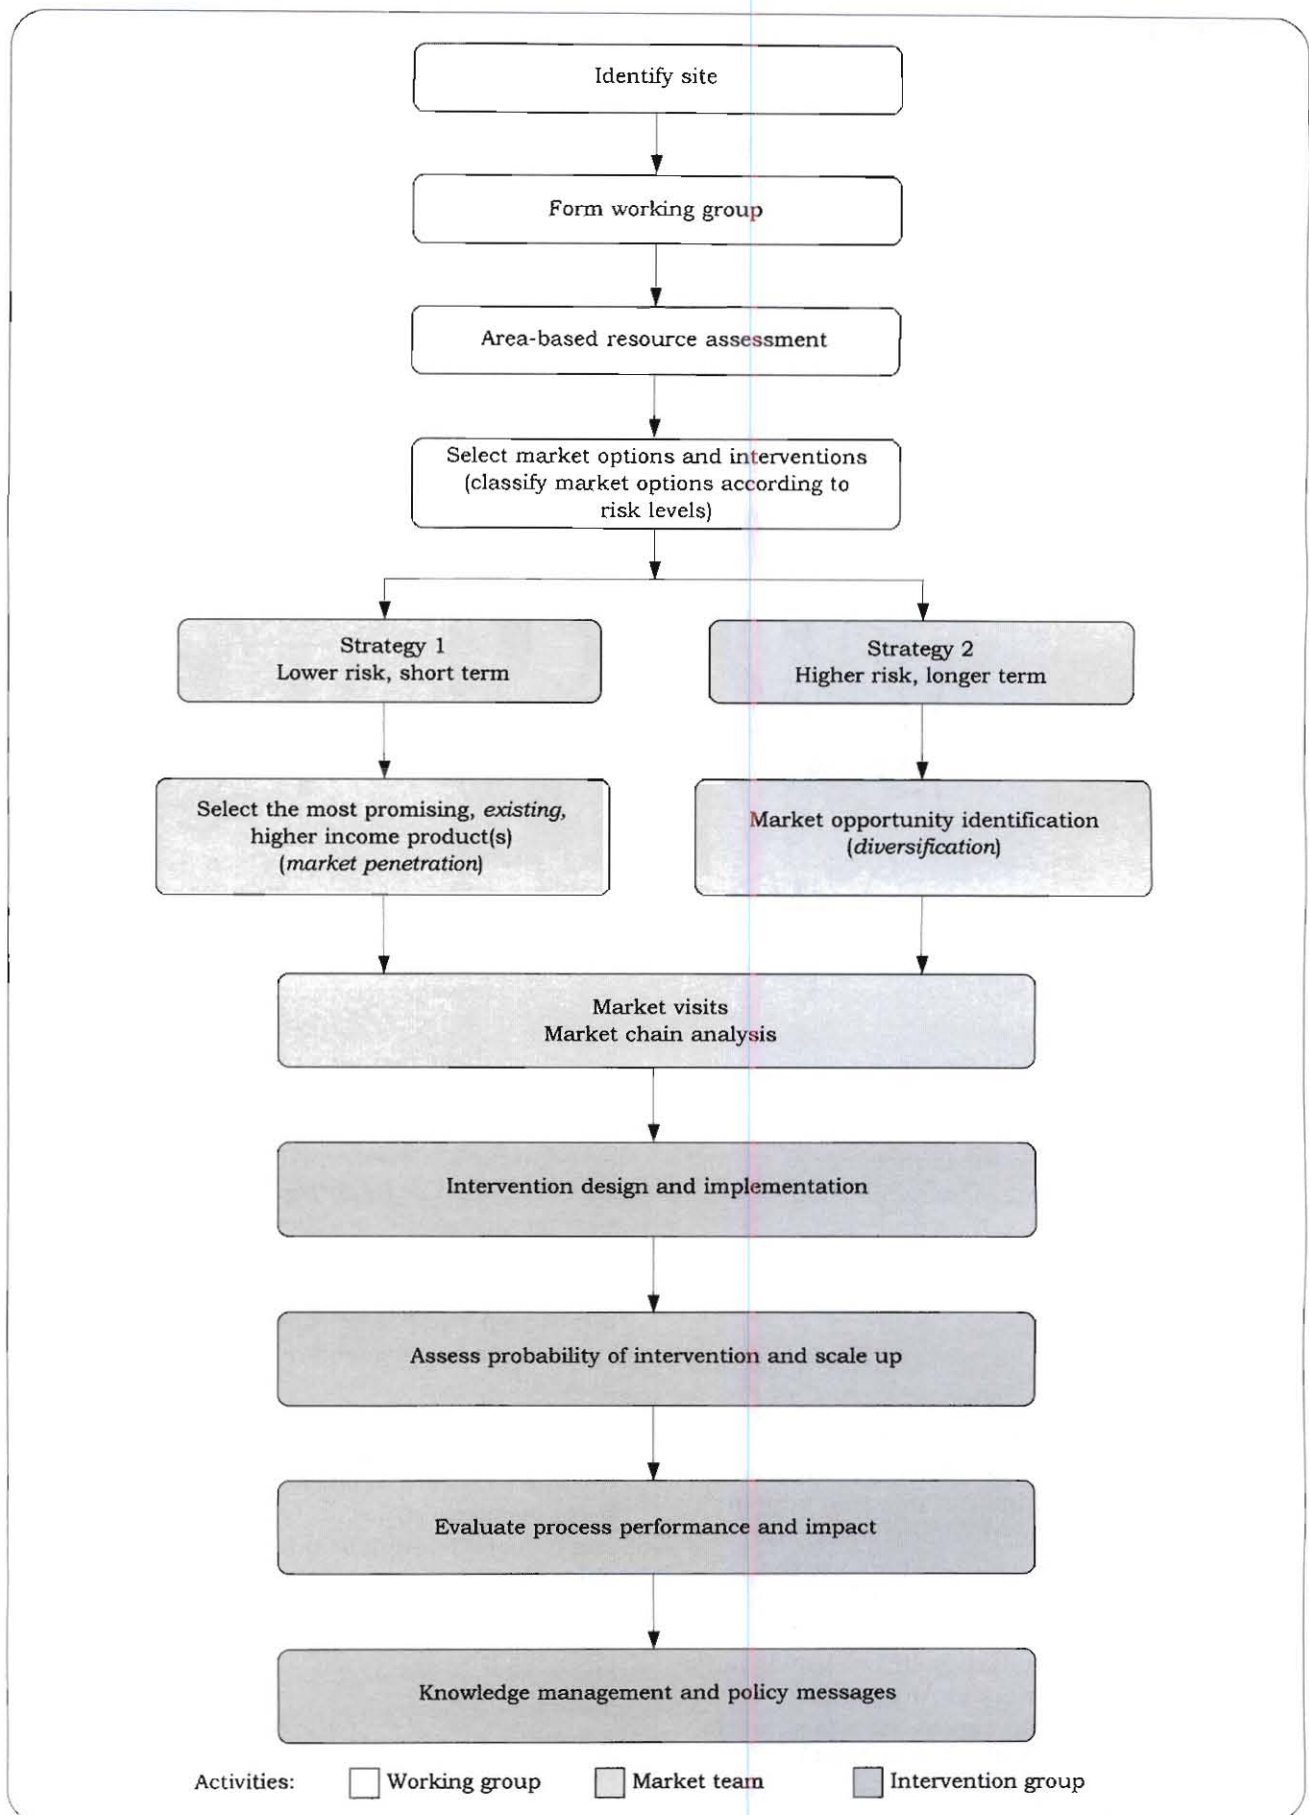 Identify site
Form working group
Area-based resource assessment
Select market options and interventions
(classify market options according to
risk levels)
Strategy 1
Lower risk, short term
Strategy 2
Higher risk, longer term
Select the most promising, existing,
higher income product(s)
(market penetration)
Market opportunity identification
(diversification)
Market visits
Market chain analysis
Intervention design and implementation
Assess probability of intervention and scale up
Evaluate process performance and impact
Knowledge management and policy messages
Activities: Working group Market team Intervention group